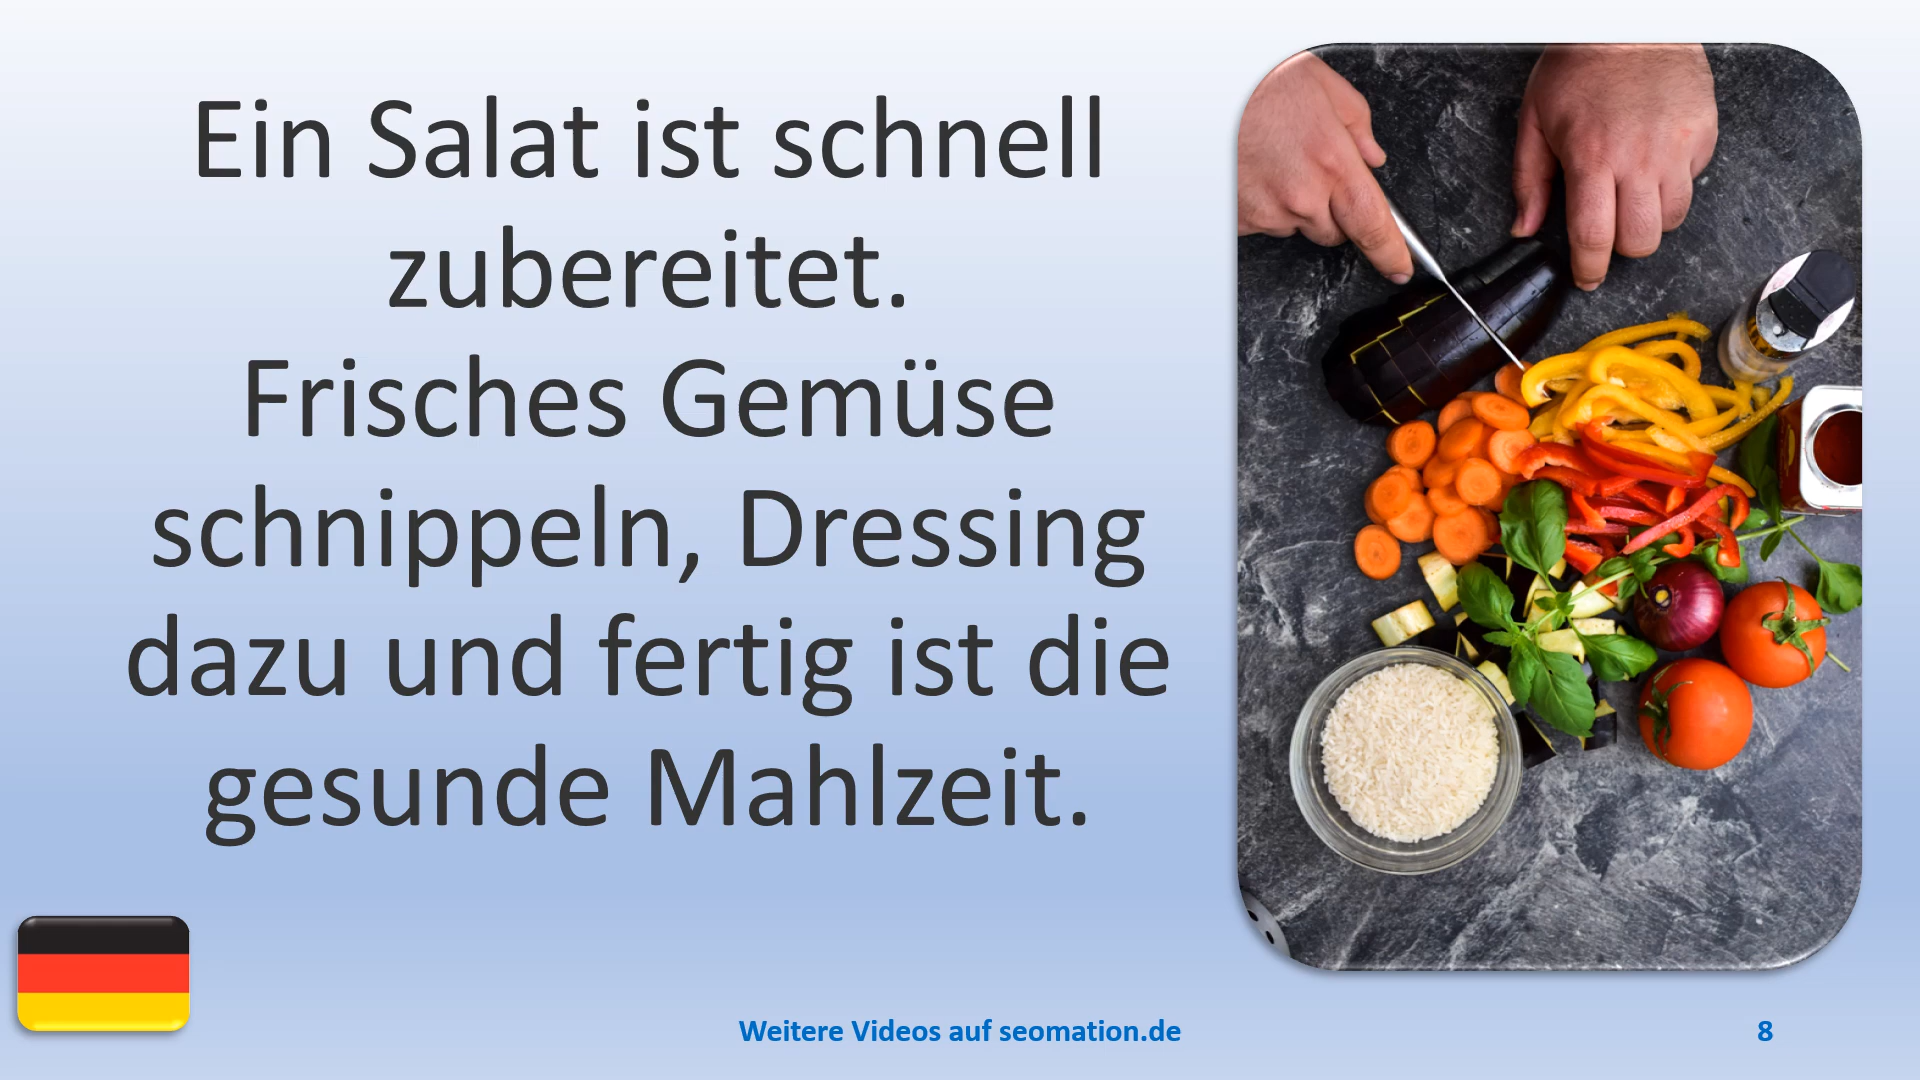 Ein Salat ist schnell
zubereitet.
Frisches Gemüse
schnippeln, Dressing
dazu und fertig ist die
gesunde Mahlzeit.
Weitere Videos auf seomation.de
8